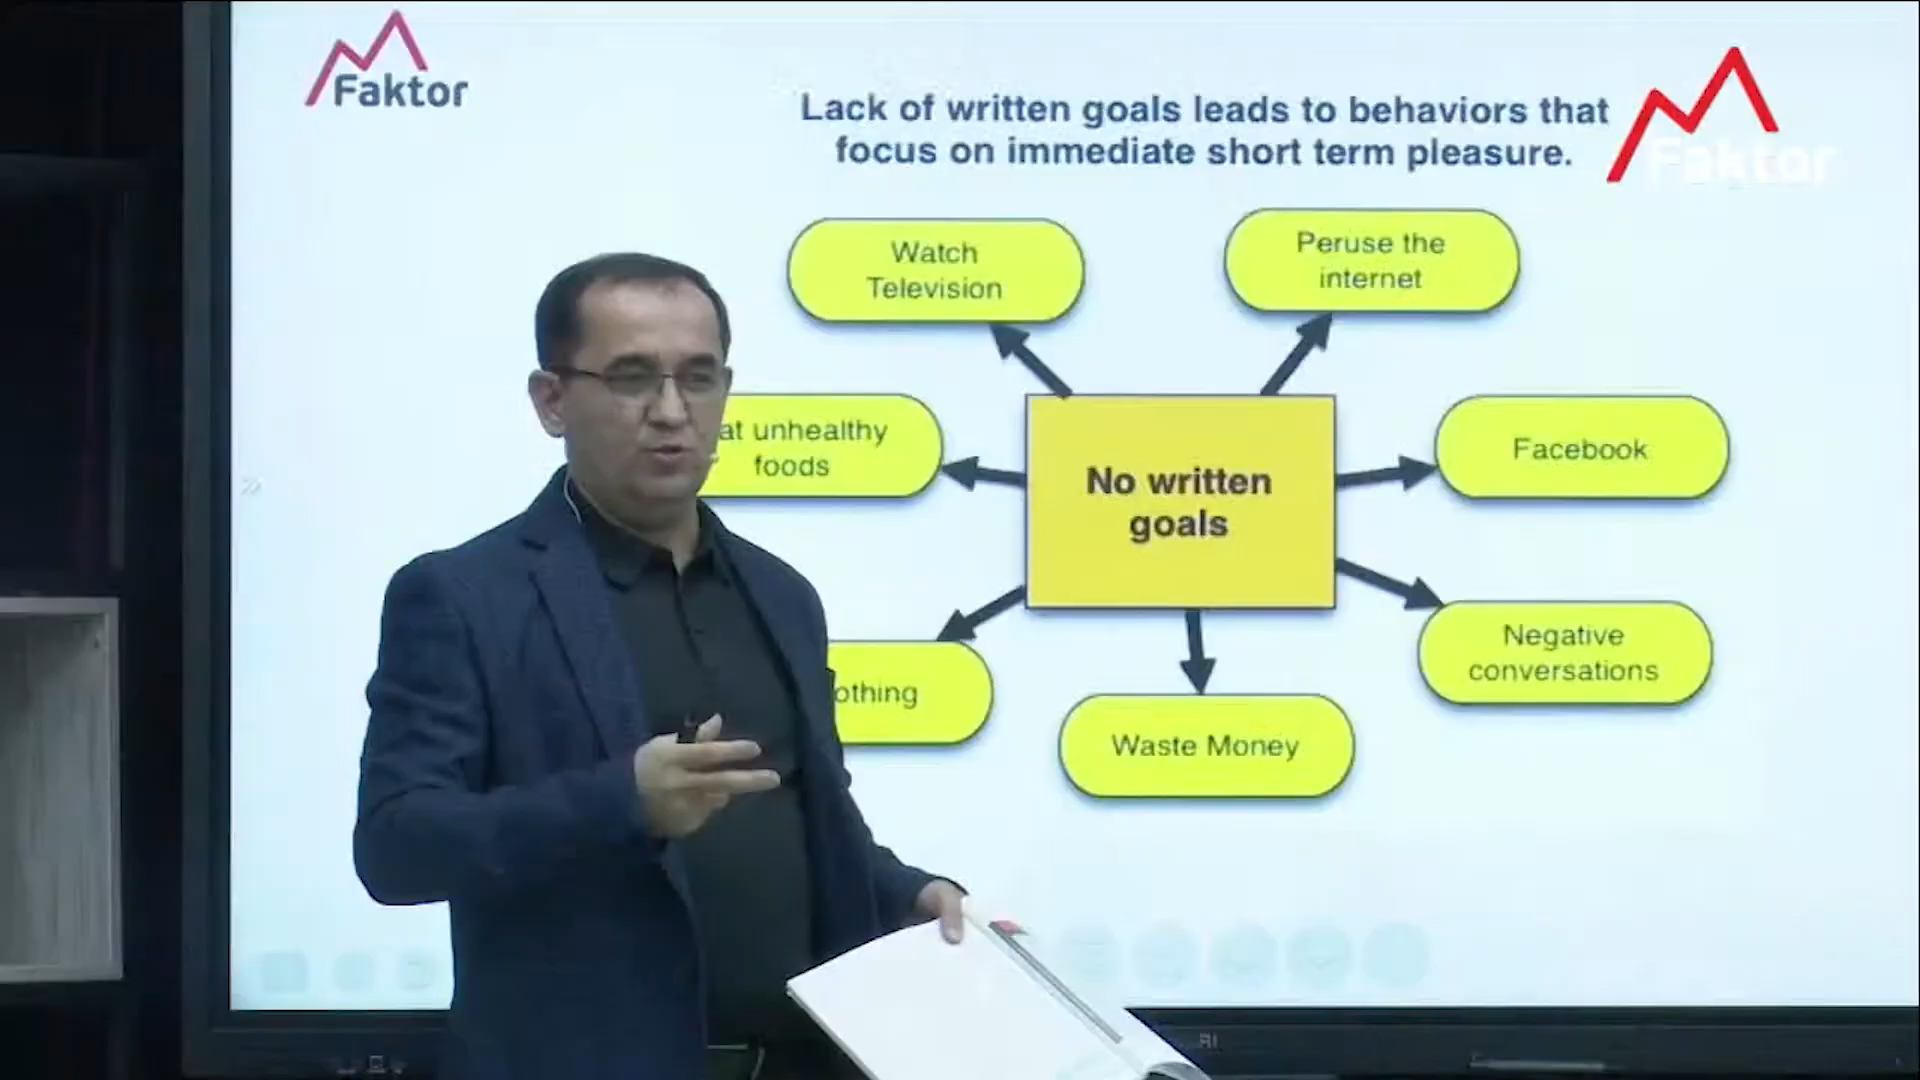 Faktor
Faktor
Lack of written goals leads to behaviors that
focus on immediate short term pleasure.
Watch
Television
Peruse the
internet
at unhealthy
foods
No written
goals
Facebook
othing
Negative
conversations
Waste Money